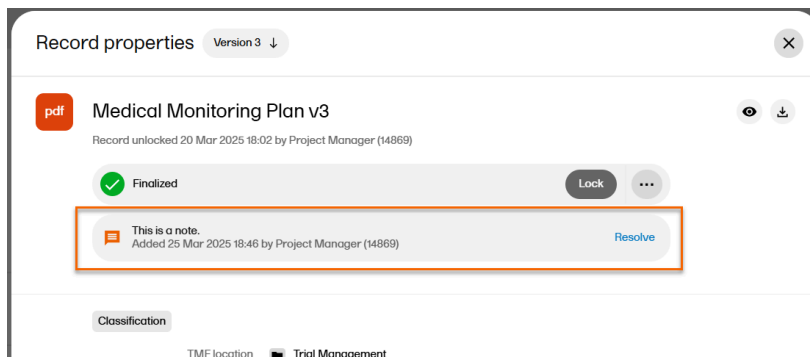 Record properties Version 3 ↓
pdf Medical Monitoring Plan v3
Record unlocked 20 Mar 2025 18:02 by Project Manager (14869)
Finalized Lock ...
This is a note.
Added 25 Mar 2025 18:46 by Project Manager (14869) Resolve
Classification
TMF location Trial Management